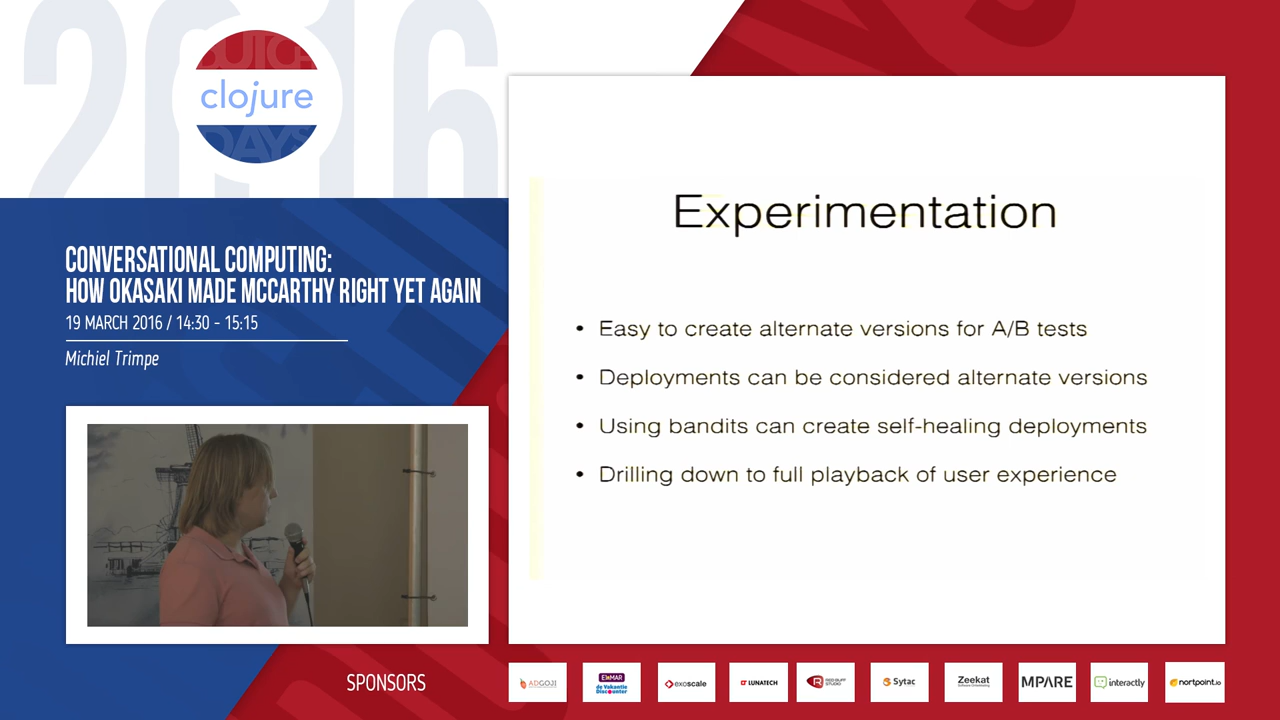 2016
DUTCH
clojure
DAYS
CONVERSATIONAL COMPUTING:
HOW OKASAKI MADE MCCARTHY RIGHT YET AGAIN
19 MARCH 2016 / 14:30 - 15:15
Michiel Trimpe
Experimentation
• Easy to create alternate versions for A/B tests
• Deployments can be considered alternate versions
• Using bandits can create self-healing deployments
• Drilling down to full playback of user experience
SPONSORS
ADGOJI
ElMAR
de Vakantie
Discounter
exoscale
LUNATECH
RED RUFF
STUDIO
Sytac
Zeekat
MPARE
interactly
nortpoint.io